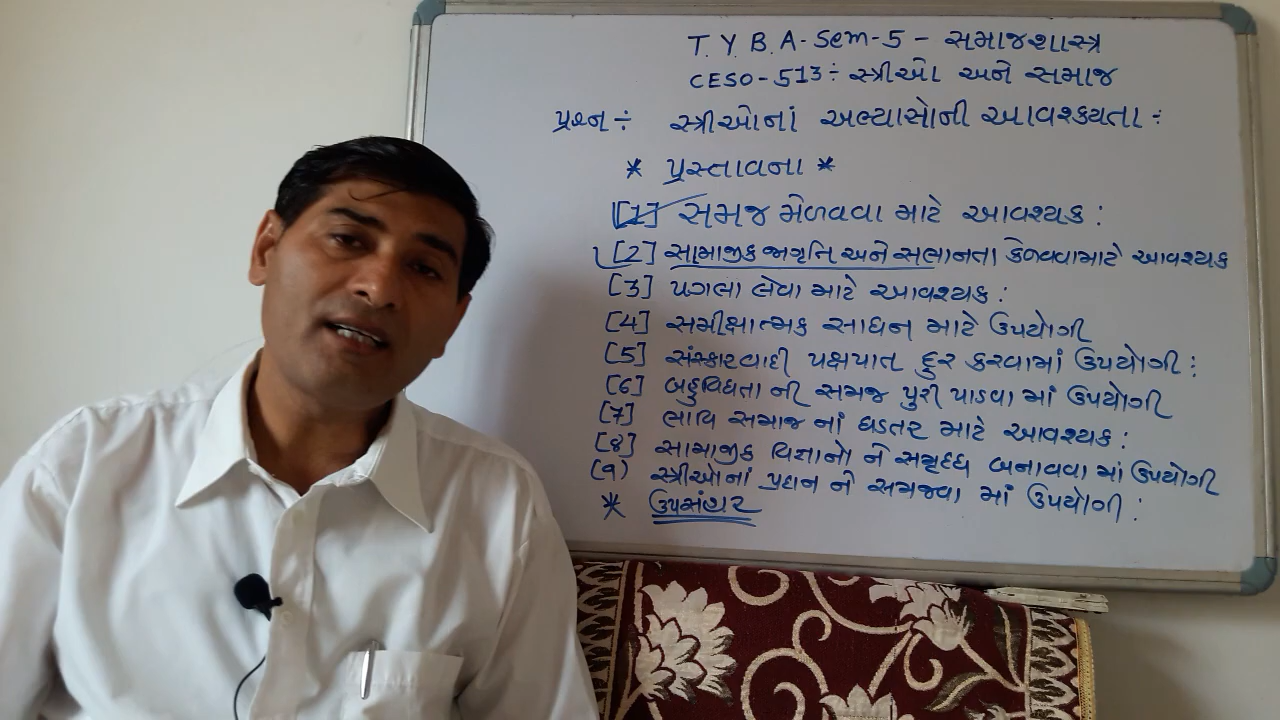 T.Y.B.A-Sem-5 - સમાજશાસ્ત્ર
CESO-513 : સ્ત્રીઓ અને સમાજ
પ્રશ્ન : સ્ત્રીઓનાં અભ્યાસોની આવશ્કયતા :
* પ્રસ્તાવના *
[1] સમજ મેળવવા માટે આવશ્યક :
[2] સામાજીક જાગૃતિ અને સભાનતા કેળવવામાટે આવશ્યક
[3] પગલા લેવા માટે આવશ્યક :
[4] સમીક્ષાત્મક સાધન માટે ઉપયોગી
[5] સંસ્કારવાદી પક્ષપાત દુર કરવામાં ઉપયોગી :
[6] બહુવિધતા ની સમજ પુરી પાડવા માં ઉપયોગી
[7] ભાવિ સમાજ નાં ઘડતર માટે આવશ્યક :
[8] સામાજીક વિજ્ઞાનો ને સમૃધ્ધ બનાવવા માં ઉપયોગી
(9) સ્ત્રીઓનાં પ્રદાન ને સમજવા માં ઉપયોગી :
* ઉપસંહાર